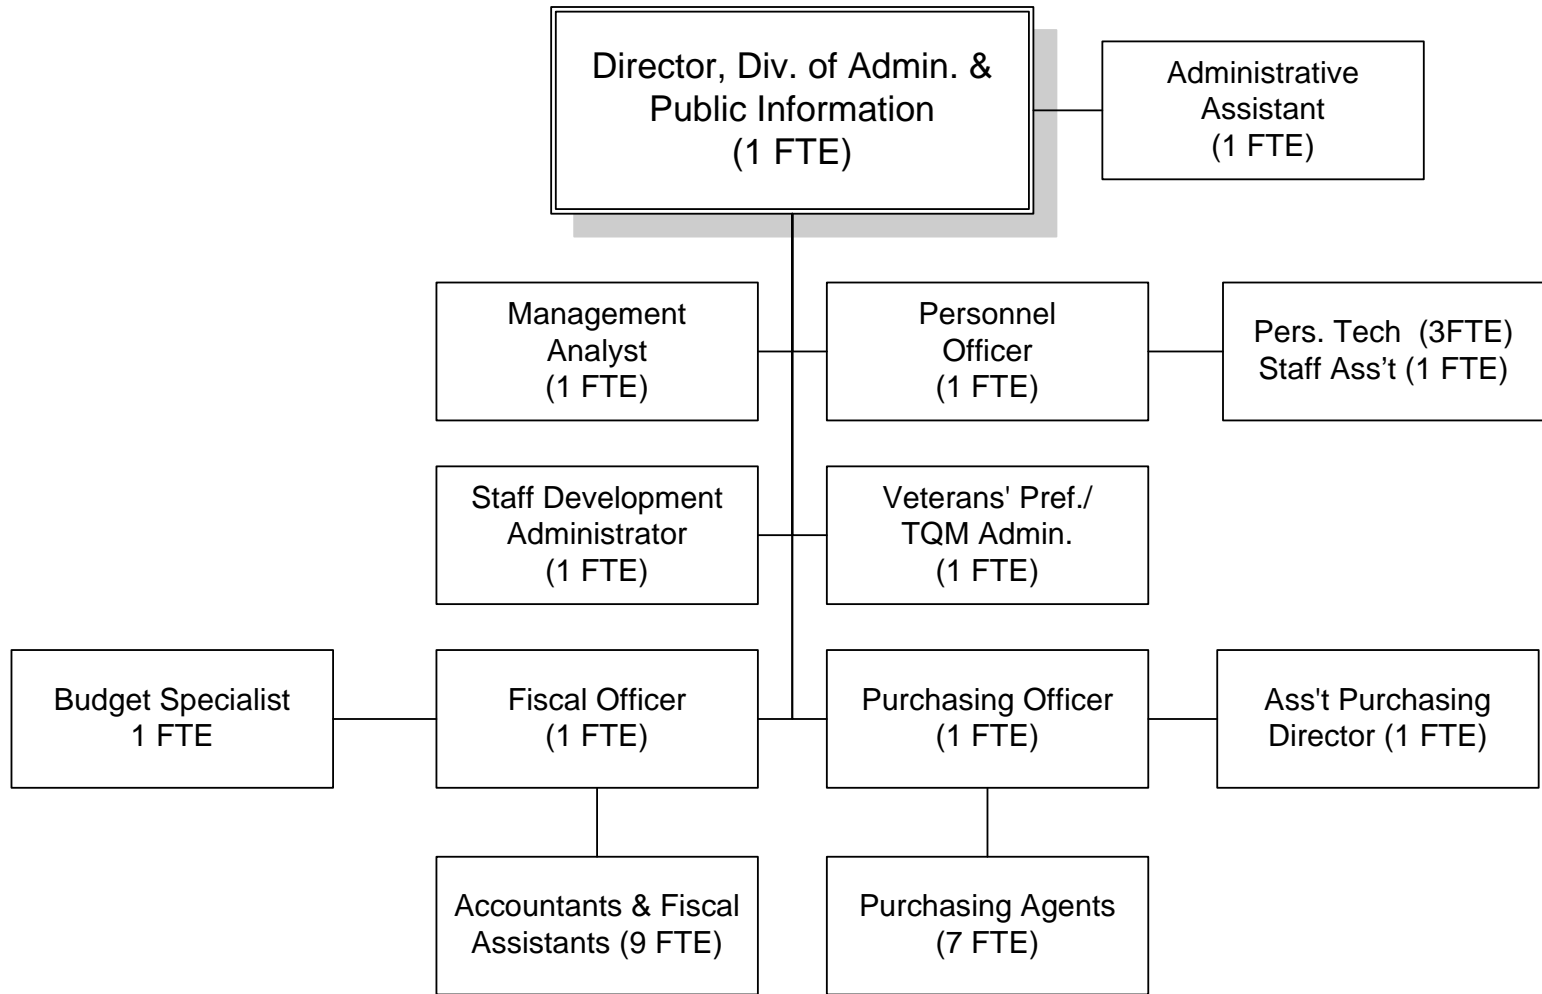 Director, Div. of Admin. &
Public Information
(1 FTE)
Administrative
Assistant
(1 FTE)
Management
Analyst
(1 FTE)
Personnel
Officer
(1 FTE)
Pers. Tech  (3FTE)
Staff Ass't (1 FTE)
Staff Development
Administrator
(1 FTE)
Veterans' Pref./
TQM Admin.
(1 FTE)
Budget Specialist
1 FTE
Fiscal Officer
(1 FTE)
Purchasing Officer
(1 FTE)
Ass't Purchasing
Director (1 FTE)
Accountants & Fiscal
Assistants (9 FTE)
Purchasing Agents
(7 FTE)